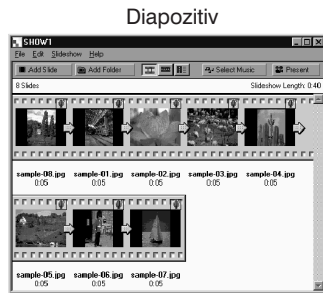 Diapozitiv
SHOW1
File Edit Slideshow Help
Add Slide Add Folder Select Music Present
8 Slides Slideshow Length: 0:40
sample-08.jpg sample-01.jpg sample-02.jpg sample-03.jpg sample-04.jpg
0:05 0:05 0:05 0:05 0:05
sample-05.jpg sample-06.jpg sample-07.jpg
0:05 0:05 0:05